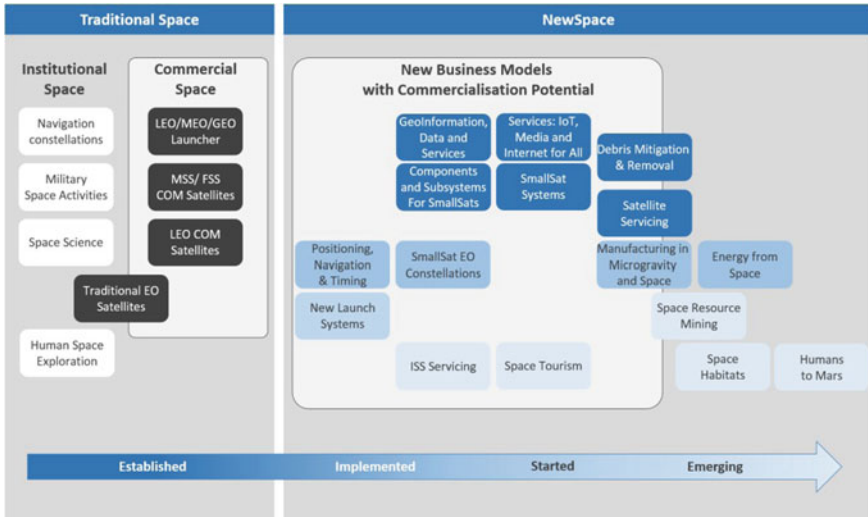 Traditional Space
NewSpace
Institutional
Space
Commercial
Space
New Business Models
with Commercialisation Potential
Navigation
constellations
LEO/MEO/GEO
Launcher
GeoInformation,
Data and
Services
Services: IoT,
Media and
Internet for All
Debris Mitigation
& Removal
Military
Space Activities
MSS/ FSS
COM Satellites
Components
and Subsystems
For SmallSats
SmallSat
Systems
Satellite
Servicing
Space Science
LEO COM
Satellites
Positioning,
Navigation
& Timing
SmallSat EO
Constellations
Manufacturing in
Microgravity
and Space
Energy from
Space
Traditional EO
Satellites
New Launch
Systems
Space Resource
Mining
Human Space
Exploration
ISS Servicing
Space Tourism
Space
Habitats
Humans
to Mars
Established
Implemented
Started
Emerging